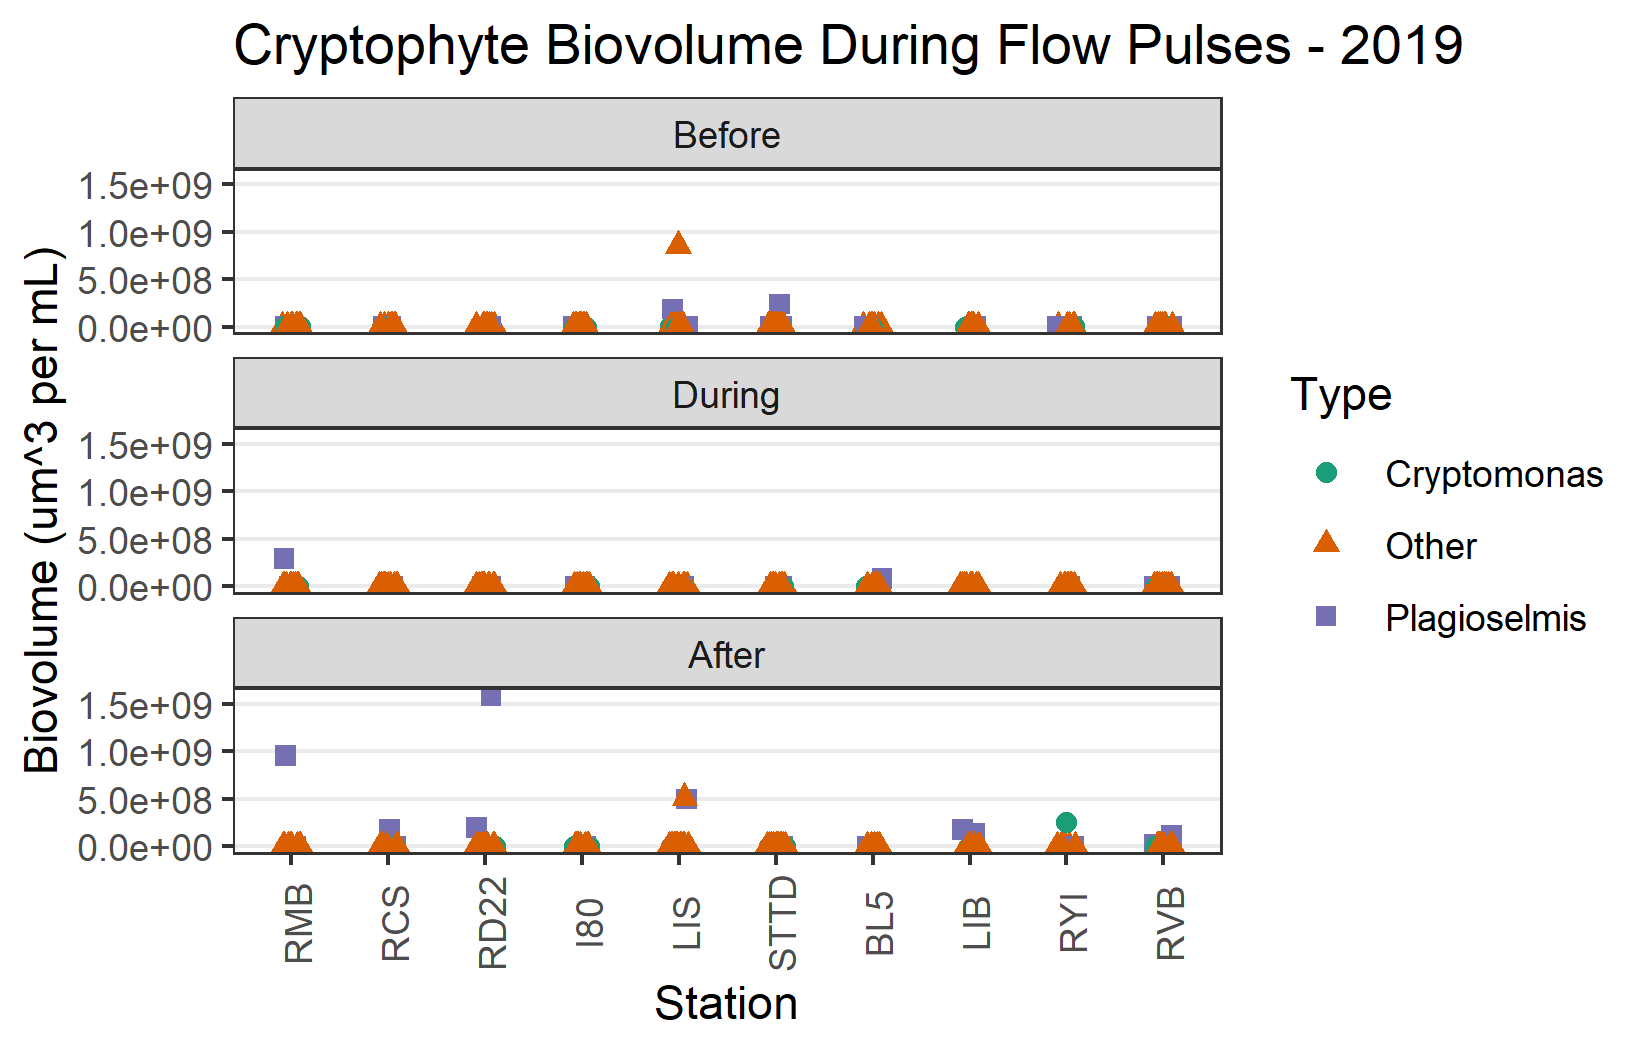 Cryptophyte Biovolume During Flow Pulses - 2019
Before
1.5e+09
1.0e+09
5.0e+08
0.0e+00
During
1.5e+09
1.0e+09
5.0e+08
0.0e+00
After
1.5e+09
1.0e+09
5.0e+08
0.0e+00
Biovolume (um^3 per mL)
RMB
RCS
RD22
I80
LIS
STTD
BL5
LIB
RYI
RVB
Station
Type
Cryptomonas
Other
Plagioselmis